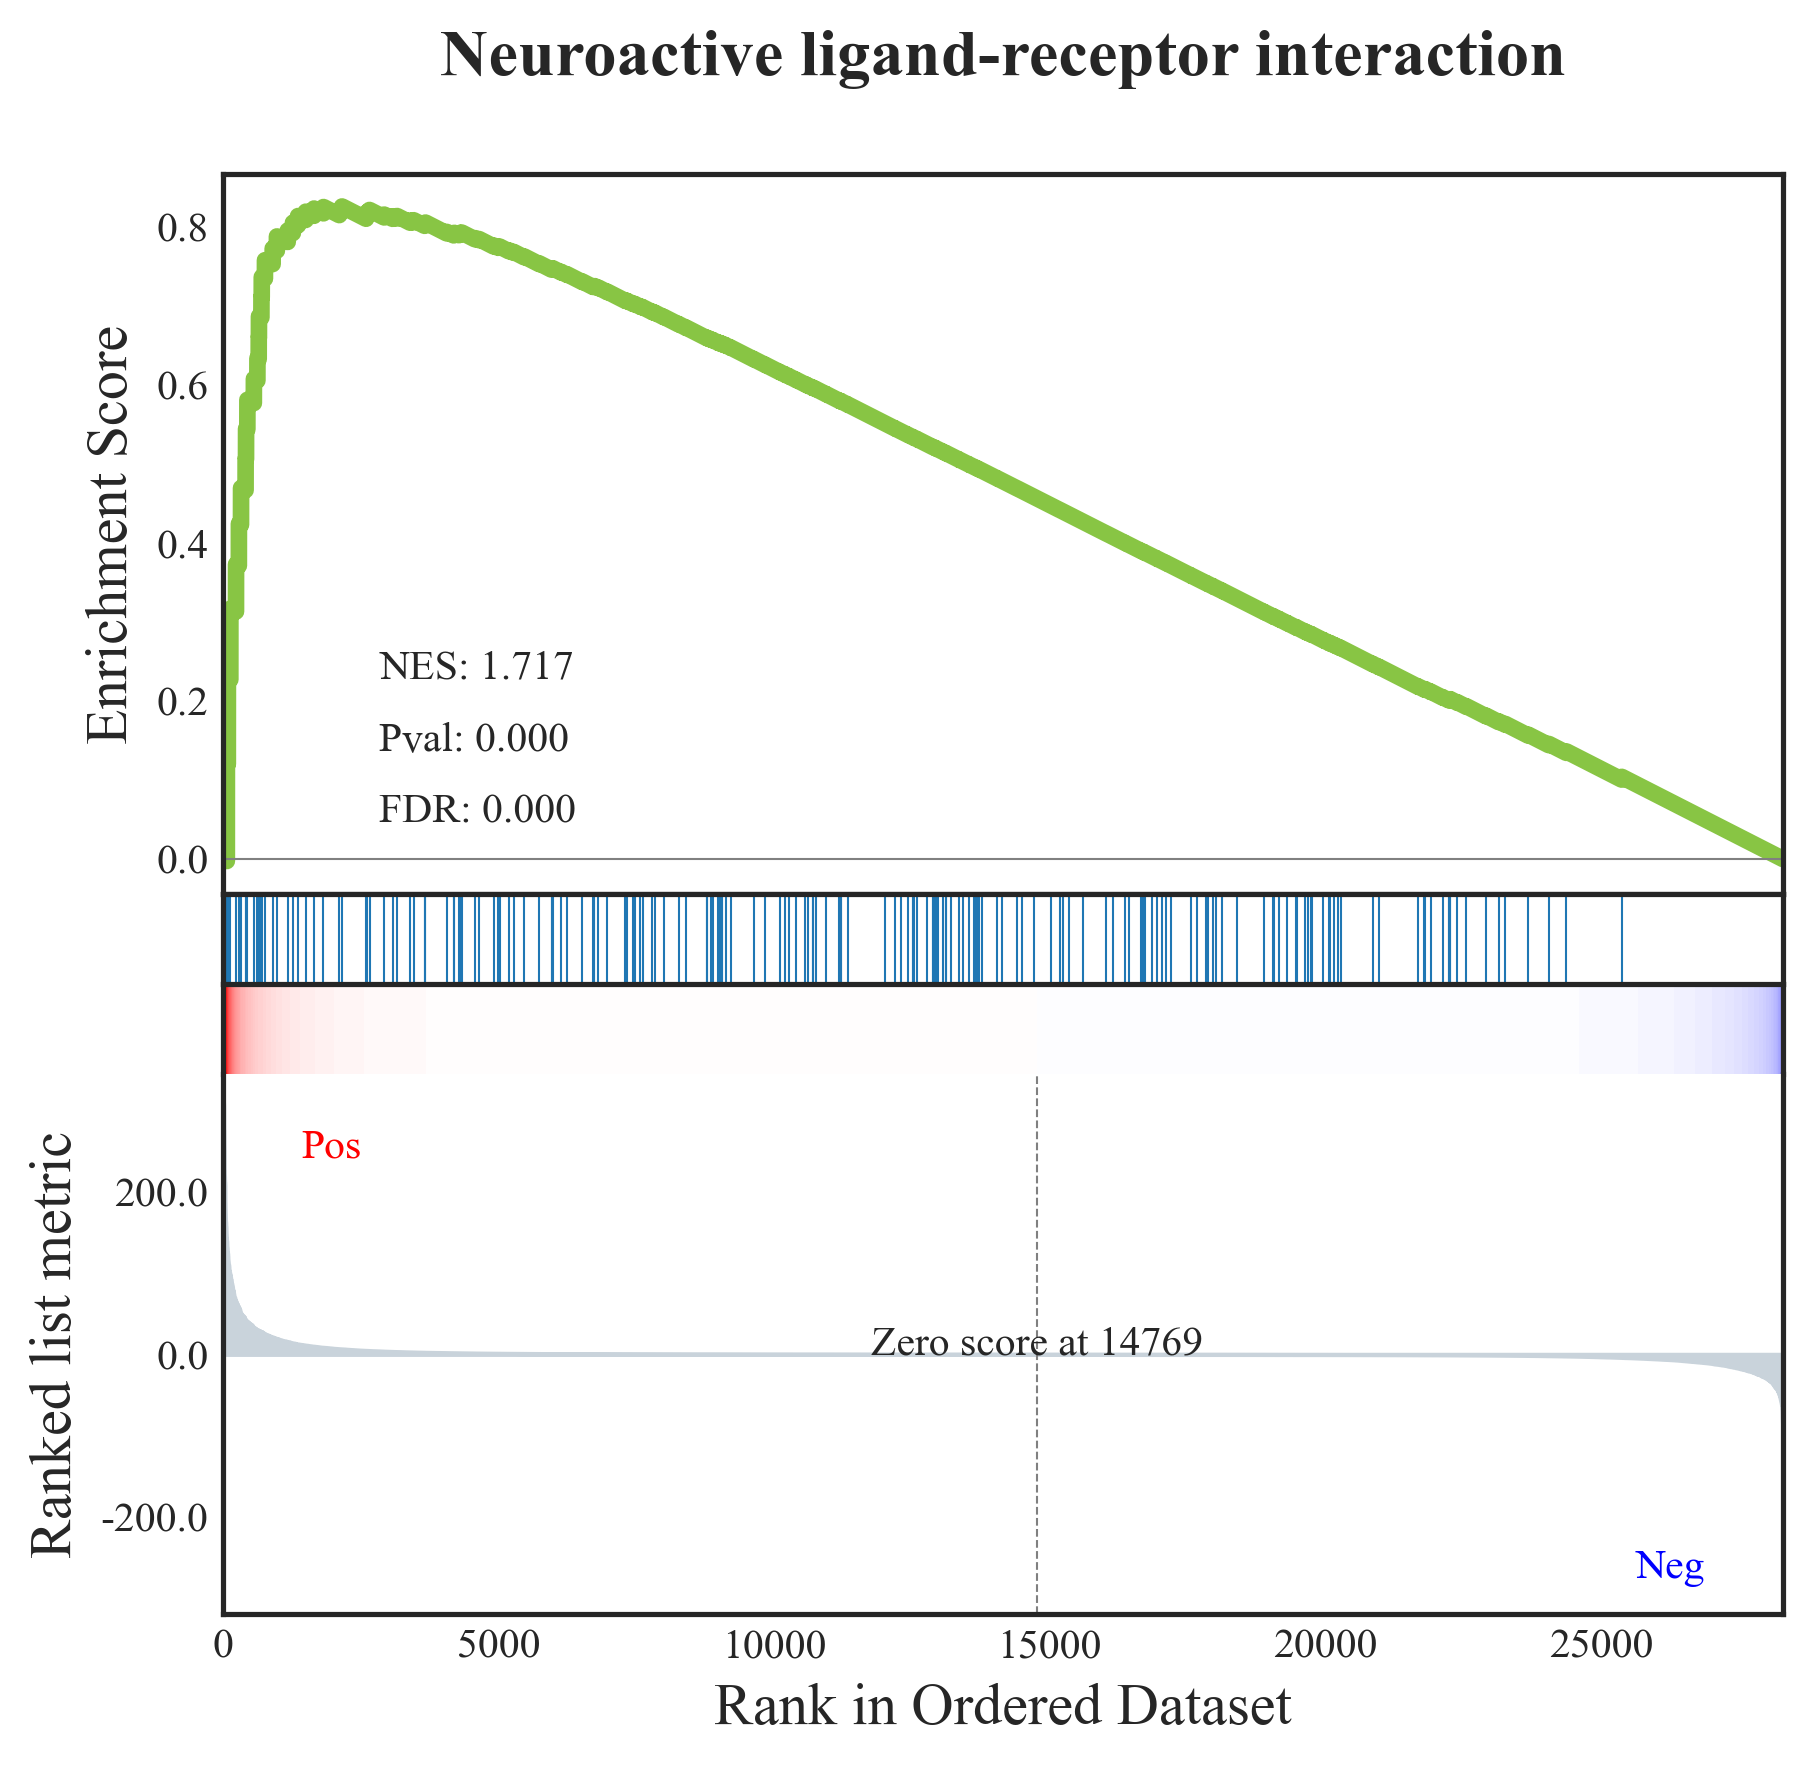 Neuroactive ligand-receptor interaction
Enrichment Score
0.8
0.6
0.4
0.2
0.0
NES: 1.717
Pval: 0.000
FDR: 0.000
Ranked list metric
Pos
200.0
0.0
-200.0
Zero score at 14769
Neg
0 5000 10000 15000 20000 25000
Rank in Ordered Dataset